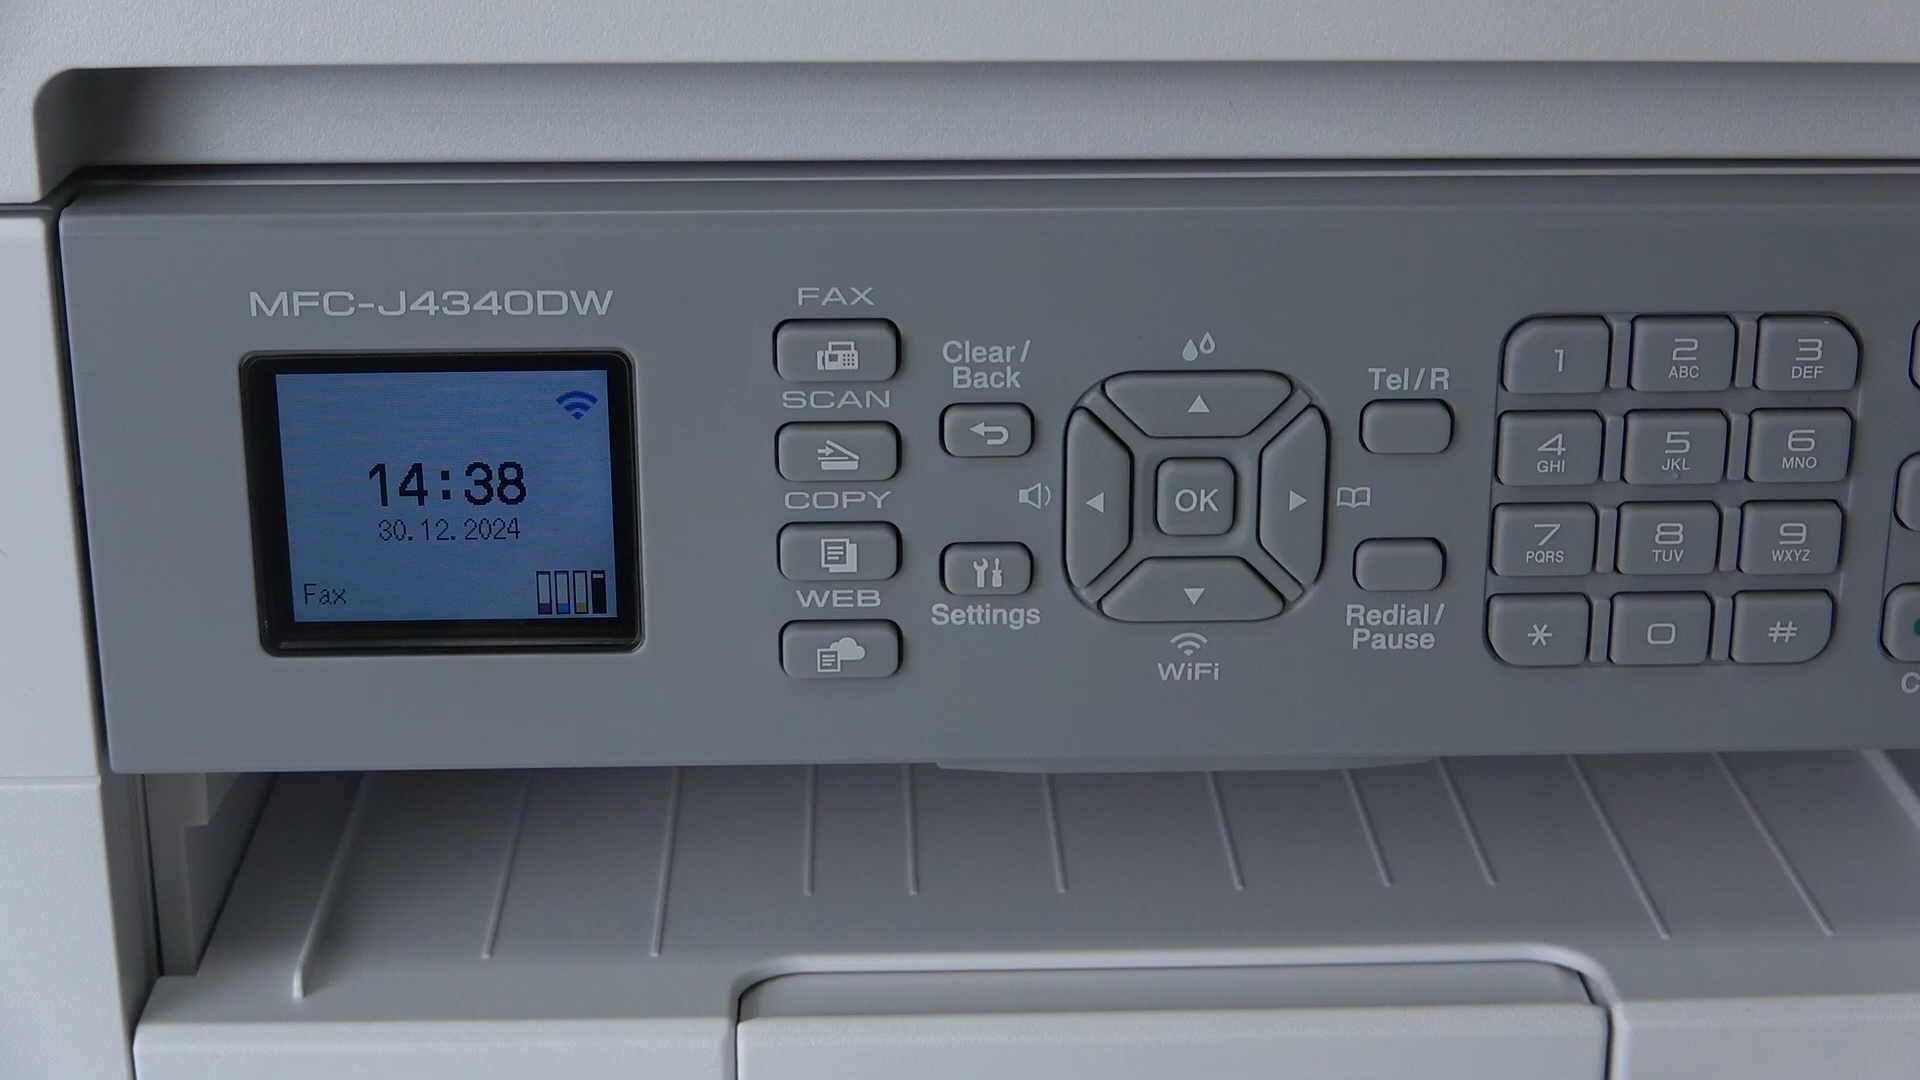 MFC-J4340DW
14:38
30.12.2024
Fax
FAX
SCAN
COPY
WEB
Clear/
Back
Settings
OK
WiFi
Tel/R
Redial/
Pause
1
2
ABC
3
DEF
4
GHI
5
JKL
6
MNO
7
PQRS
8
TUV
9
WXYZ
*
0
#